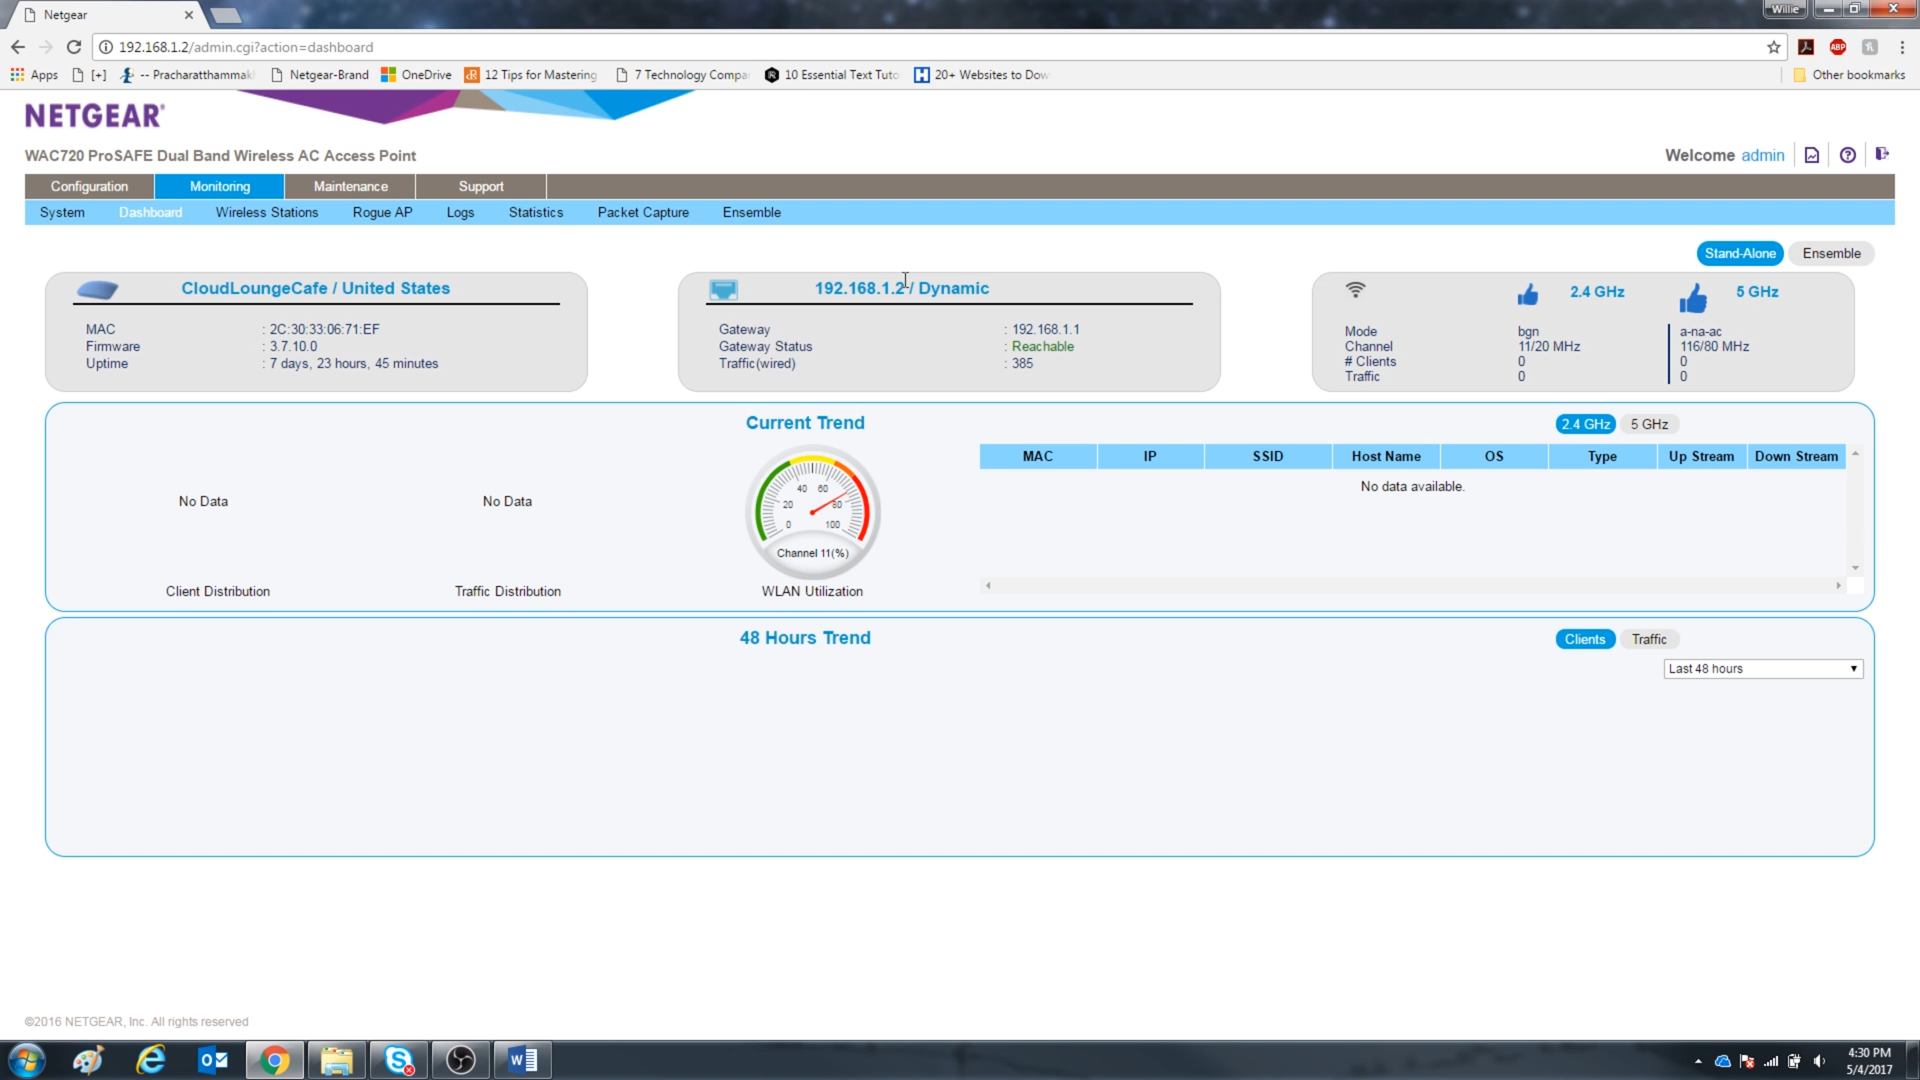 Netgear
Willie
192.168.1.2/admin.cgi?action=dashboard
Apps [+] -- Pracharatthammak Netgear-Brand OneDrive 12 Tips for Mastering 7 Technology Compa 10 Essential Text Tuto 20+ Websites to Dow Other bookmarks
NETGEAR
WAC720 ProSAFE Dual Band Wireless AC Access Point
Welcome admin
Configuration Monitoring Maintenance Support
System Dashboard Wireless Stations Rogue AP Logs Statistics Packet Capture Ensemble
Stand-Alone Ensemble
CloudLoungeCafe / United States
MAC : 2C:30:33:06:71:EF
Firmware : 3.7.10.0
Uptime : 7 days, 23 hours, 45 minutes
192.168.1.2 / Dynamic
Gateway : 192.168.1.1
Gateway Status : Reachable
Traffic(wired) : 385
2.4 GHz 5 GHz
Mode bgn a-na-ac
Channel 11/20 MHz 116/80 MHz
# Clients 0 0
Traffic 0 0
Current Trend
2.4 GHz 5 GHz
No Data
Client Distribution
No Data
Traffic Distribution
0 20 40 60 80 100
Channel 11(%)
WLAN Utilization
MAC IP SSID Host Name OS Type Up Stream Down Stream
No data available.
48 Hours Trend
Clients Traffic
Last 48 hours
©2016 NETGEAR, Inc. All rights reserved
4:30 PM
5/4/2017